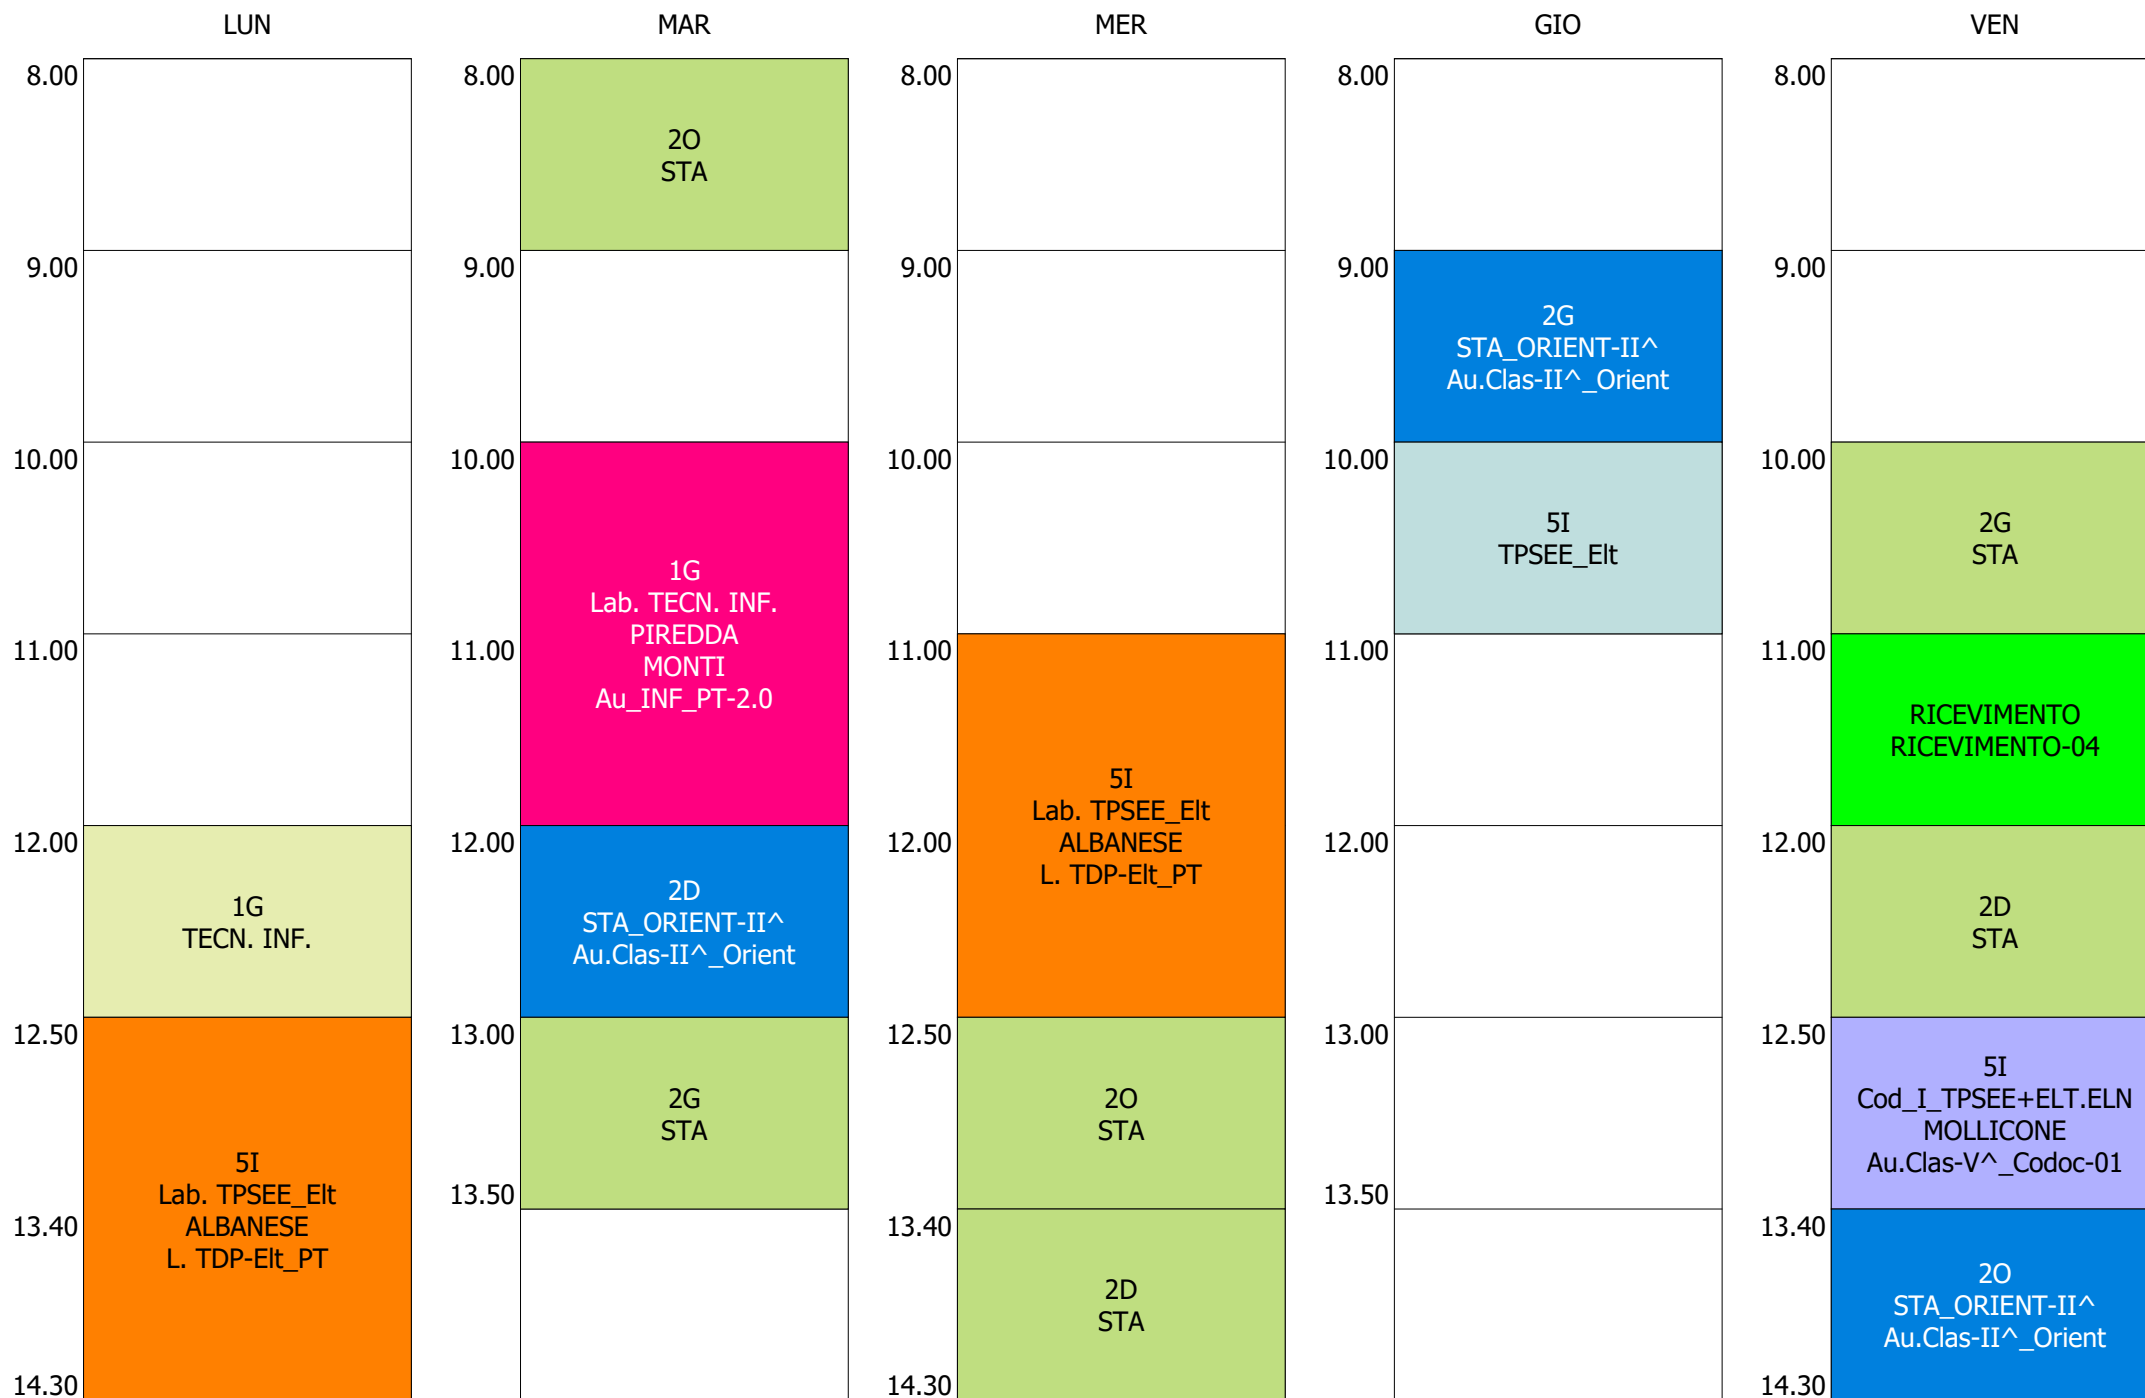 LUN
MAR
MER
GIO
VEN
8.00
9.00
10.00
11.00
12.00
1G
TECN. INF.
12.50
5I
Lab. TPSEE_Elt
ALBANESE
L. TDP-Elt_PT
13.40
14.30
8.00
2O
STA
9.00
10.00
1G
Lab. TECN. INF.
PIREDDA
MONTI
Au_INF_PT-2.0
11.00
12.00
2D
STA_ORIENT-II^
Au.Clas-II^_Orient
13.00
2G
STA
13.50
8.00
9.00
10.00
11.00
5I
Lab. TPSEE_Elt
ALBANESE
L. TDP-Elt_PT
12.00
12.50
2O
STA
13.40
2D
STA
14.30
8.00
9.00
2G
STA_ORIENT-II^
Au.Clas-II^_Orient
10.00
5I
TPSEE_Elt
11.00
12.00
13.00
13.50
8.00
9.00
10.00
2G
STA
11.00
RICEVIMENTO
RICEVIMENTO-04
12.00
2D
STA
12.50
5I
Cod_I_TPSEE+ELT.ELN
MOLLICONE
Au.Clas-V^_Codoc-01
13.40
2O
STA_ORIENT-II^
Au.Clas-II^_Orient
14.30